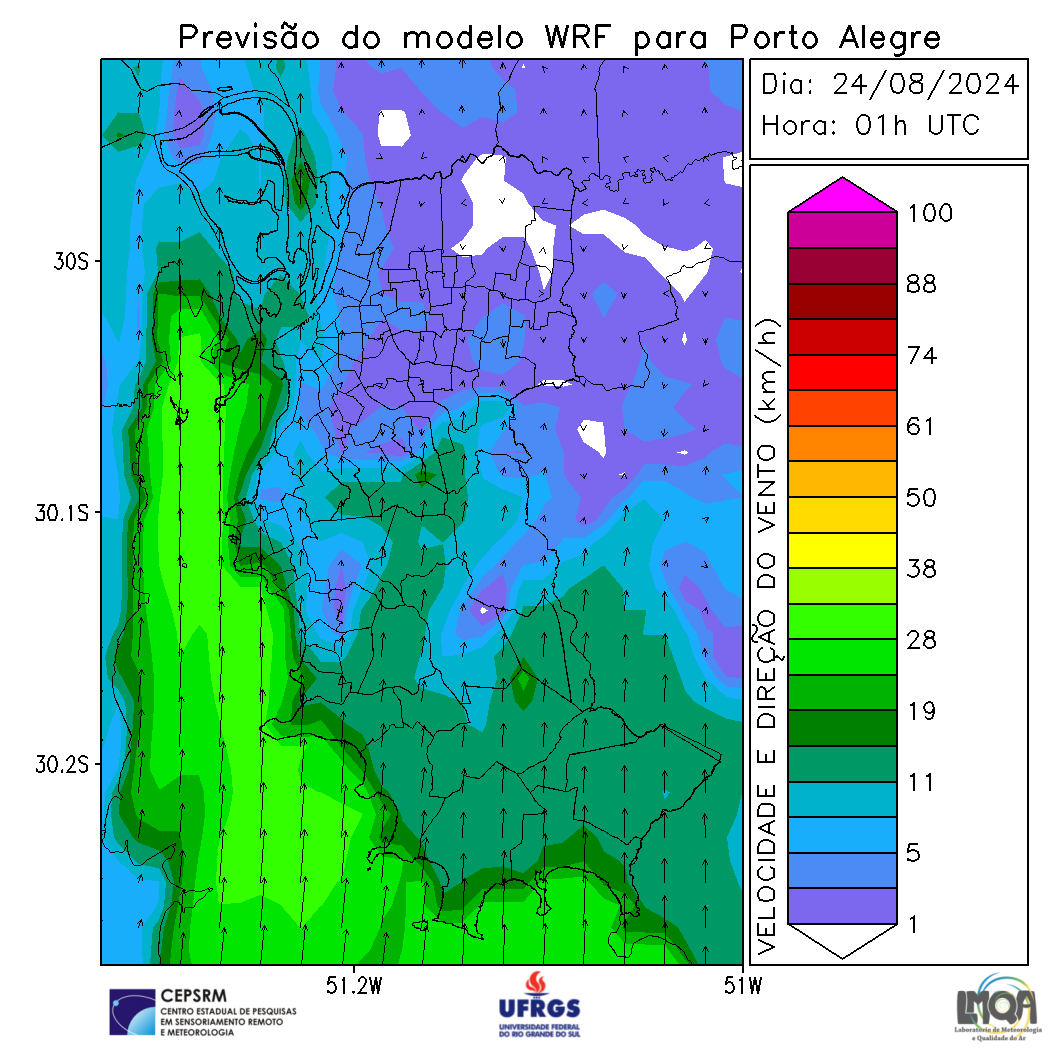 Previsão do modelo WRF para Porto Alegre
Dia: 24/08/2024
Hora: 01h UTC
30S
30.1S
30.2S
51.2W
51W
VELOCIDADE E DIREÇÃO DO VENTO (km/h)
100
88
74
61
50
38
28
19
11
5
1
CEPSRM
CENTRO ESTADUAL DE PESQUISAS
EM SENSORIAMENTO REMOTO
E METEOROLOGIA
UFRGS
UNIVERSIDADE FEDERAL
DO RIO GRANDE DO SUL
LMQA
Laboratório de Meteorologia
e Qualidade do Ar